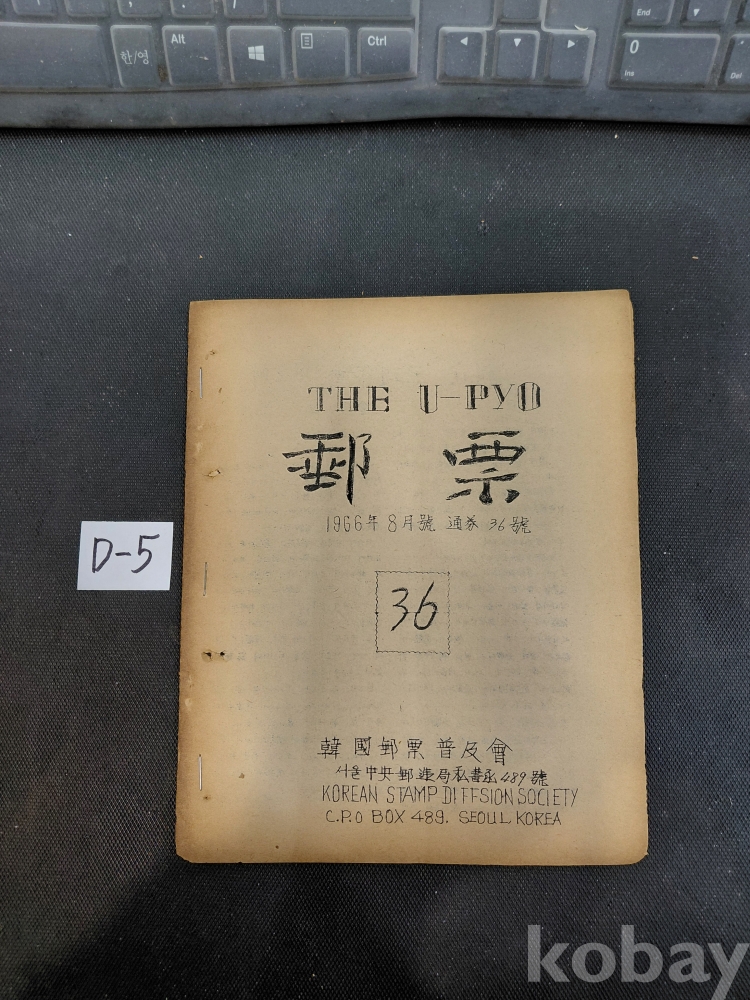 한/영
Alt
Ctrl
End
0
Ins
Del
THE U-PYO
郵票
1966年 8月號 通券 36號
D-5
36
韓國郵票普及會
서울中央郵遞局私書函 489號
KOREAN STAMP DIFFSION SOCIETY
C.P.O BOX 489. SEOUL KOREA
kobay